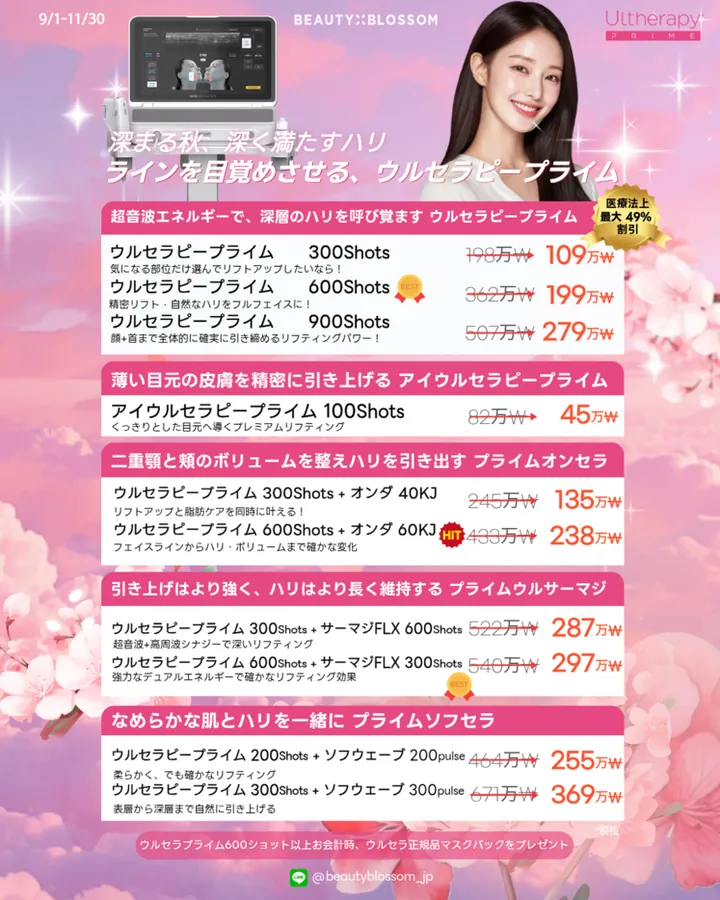 9/1-11/30
BEAUTY BLOSSOM
Ultherapy
PRIME
深まる秋、深く満たすハリ
ラインを目覚めさせる、ウルセラピープライム
医療法上
最大 49%
割引
超音波エネルギーで、深層のハリを呼び覚ます ウルセラピープライム
ウルセラピープライム 300Shots 198万₩ 109万₩
気になる部位だけ選んでリフトアップしたいなら！
ウルセラピープライム 600Shots BEST 362万₩ 199万₩
精密リフト・自然なハリをフルフェイスに！
ウルセラピープライム 900Shots 507万₩ 279万₩
顔+首まで全体的に確実に引き締めるリフティングパワー！
薄い目元の皮膚を精密に引き上げる アイウルセラピープライム
アイウルセラピープライム 100Shots 82万₩ 45万₩
くっきりとした目元へ導くプレミアムリフティング
二重顎と頬のボリュームを整えハリを引き出す プライムオンセラ
ウルセラピープライム 300Shots + オンダ 40KJ 245万₩ 135万₩
リフトアップと脂肪ケアを同時に叶える！
ウルセラピープライム 600Shots + オンダ 60KJ HIT 433万₩ 238万₩
フェイスラインからハリ・ボリュームまで確かな変化
引き上げはより強く、ハリはより長く維持する プライムウルサーマジ
ウルセラピープライム 300Shots + サーマジFLX 600Shots 522万₩ 287万₩
超音波+高周波シナジーで深いリフティング
ウルセラピープライム 600Shots + サーマジFLX 300Shots 540万₩ 297万₩
強力なデュアルエネルギーで確かなリフティング効果
BEST
なめらかな肌とハリを一緒に プライムソフセラ
ウルセラピープライム 200Shots + ソフウェーブ 200pulse 464万₩ 255万₩
柔らかく、でも確かなリフティング
ウルセラピープライム 300Shots + ソフウェーブ 300pulse 671万₩ 369万₩
表層から深層まで自然に引き上げる
*税抜
ウルセラプライム600ショット以上お会計時、ウルセラ正規品マスクパックをプレゼント
LINE @beautyblossom_jp